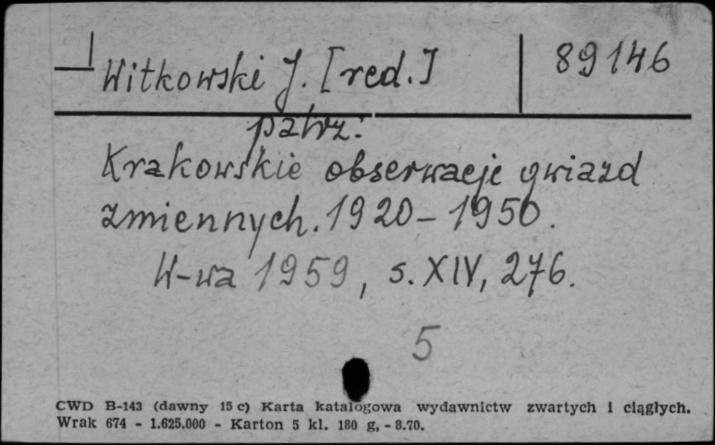 Witkowski J. [red.]
89146
patrz:
Krakowskie obserwacje gwiazd
zmiennych. 1920-1950.
W-wa 1959, s. XIV, 276.
5
CWD B-143 (dawny 15 c) Karta katalogowa wydawnictw zwartych i ciągłych.
Wrak 674 - 1.625.000 - Karton 5 kl. 180 g. - 8.70.